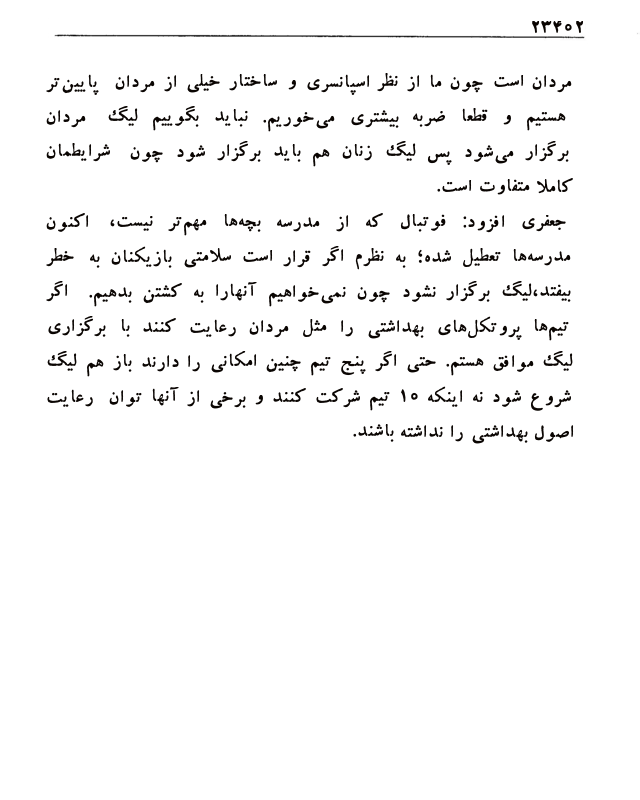 ۲۳۴۰۲
مردان است چون ما از نظر اسپانسری و ساختار خیلی از مردان پایین‌تر
هستیم و قطعا ضربه بیشتری می‌خوریم. نباید بگوییم لیگ مردان
برگزار می‌شود پس لیگ زنان هم باید برگزار شود چون شرایطمان
کاملا متفاوت است.
جعفری افزود: فوتبال که از مدرسه بچه‌ها مهم‌تر نیست، اکنون
مدرسه‌ها تعطیل شده؛ به نظرم اگر قرار است سلامتی بازیکنان به خطر
بیفتد،لیگ برگزار نشود چون نمی‌خواهیم آنهارا به کشتن بدهیم. اگر
تیم‌ها پروتکل‌های بهداشتی را مثل مردان رعایت کنند با برگزاری
لیگ موافق هستم. حتی اگر پنج تیم چنین امکانی را دارند باز هم لیگ
شروع شود نه اینکه ۱۰ تیم شرکت کنند و برخی از آنها توان رعایت
اصول بهداشتی را نداشته باشند.